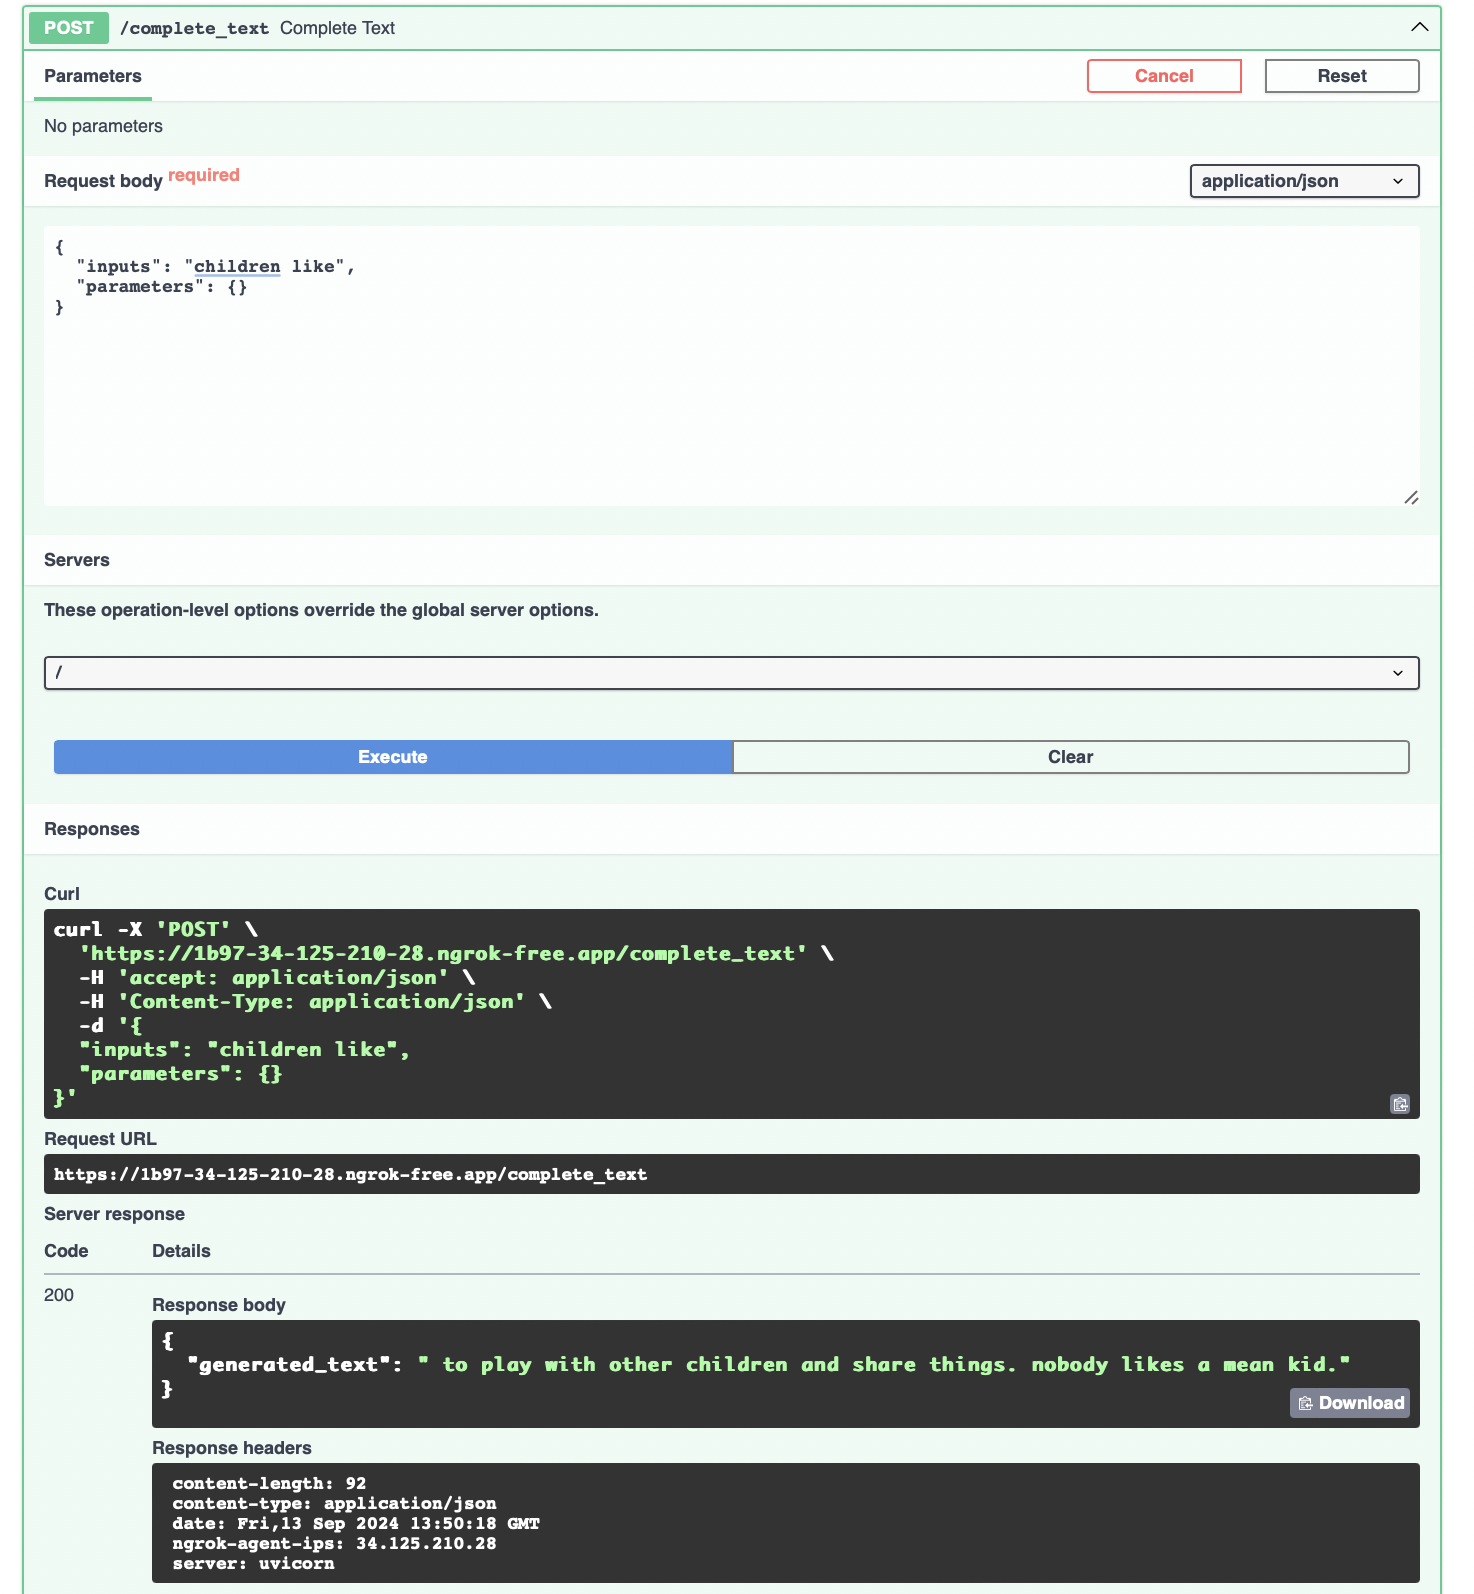 POST /complete_text Complete Text
Parameters
Cancel
Reset
No parameters
Request body required
application/json
{
  "inputs": "children like",
  "parameters": {}
}
Servers
These operation-level options override the global server options.
/
Execute
Clear
Responses
Curl
curl -X 'POST' \
  'https://1b97-34-125-210-28.ngrok-free.app/complete_text' \
  -H 'accept: application/json' \
  -H 'Content-Type: application/json' \
  -d '{
  "inputs": "children like",
  "parameters": {}
}'
Request URL
https://1b97-34-125-210-28.ngrok-free.app/complete_text
Server response
Code Details
200
Response body
{
  "generated_text": " to play with other children and share things. nobody likes a mean kid."
}
Download
Response headers
content-length: 92
content-type: application/json
date: Fri,13 Sep 2024 13:50:18 GMT
ngrok-agent-ips: 34.125.210.28
server: uvicorn